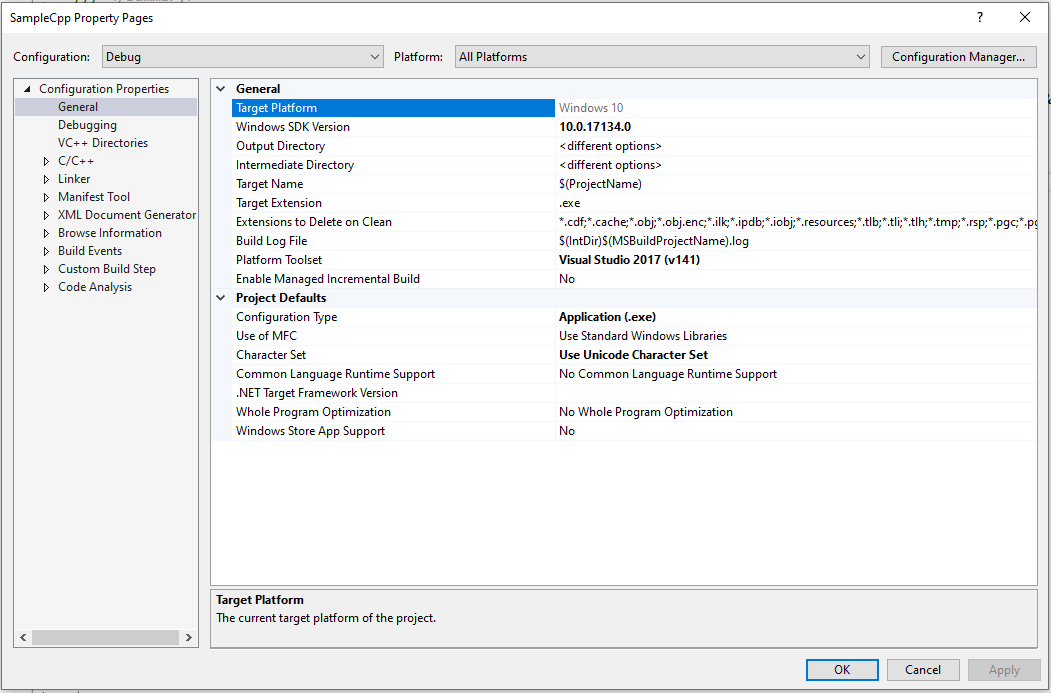 SampleCpp Property Pages
Configuration: Debug Platform: All Platforms Configuration Manager...
Configuration Properties
General
Debugging
VC++ Directories
C/C++
Linker
Manifest Tool
XML Document Generator
Browse Information
Build Events
Custom Build Step
Code Analysis
General
Target Platform Windows 10
Windows SDK Version 10.0.17134.0
Output Directory <different options>
Intermediate Directory <different options>
Target Name $(ProjectName)
Target Extension .exe
Extensions to Delete on Clean *.cdf;*.cache;*.obj;*.obj.enc;*.ilk;*.ipdb;*.iobj;*.resources;*.tlb;*.tli;*.tlh;*.tmp;*.rsp;*.pgc;*.pg
Build Log File $(IntDir)$(MSBuildProjectName).log
Platform Toolset Visual Studio 2017 (v141)
Enable Managed Incremental Build No
Project Defaults
Configuration Type Application (.exe)
Use of MFC Use Standard Windows Libraries
Character Set Use Unicode Character Set
Common Language Runtime Support No Common Language Runtime Support
.NET Target Framework Version
Whole Program Optimization No Whole Program Optimization
Windows Store App Support No
Target Platform
The current target platform of the project.
OK Cancel Apply